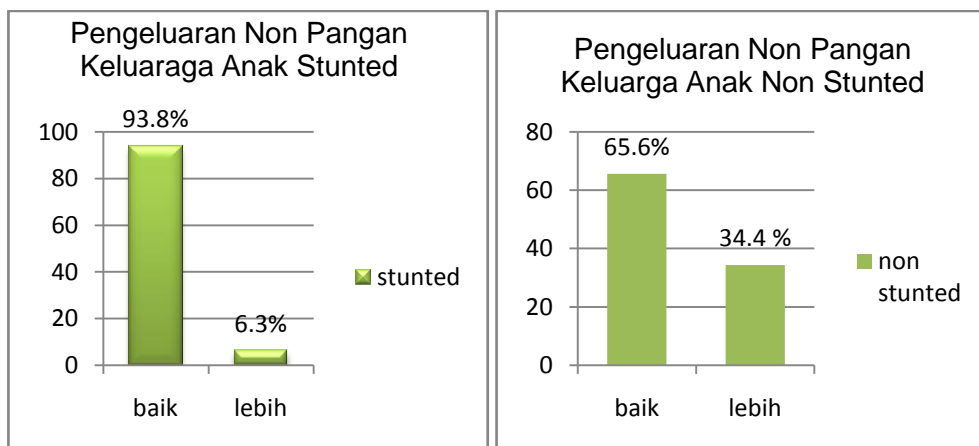 Pengeluaran Non Pangan
Keluaraga Anak Stunted
93.8%
100
80
60
40
20
0
6.3%
baik
lebih
stunted
Pengeluaran Non Pangan
Keluarga Anak Non Stunted
80
60
40
20
0
65.6%
34.4 %
baik
lebih
non
stunted